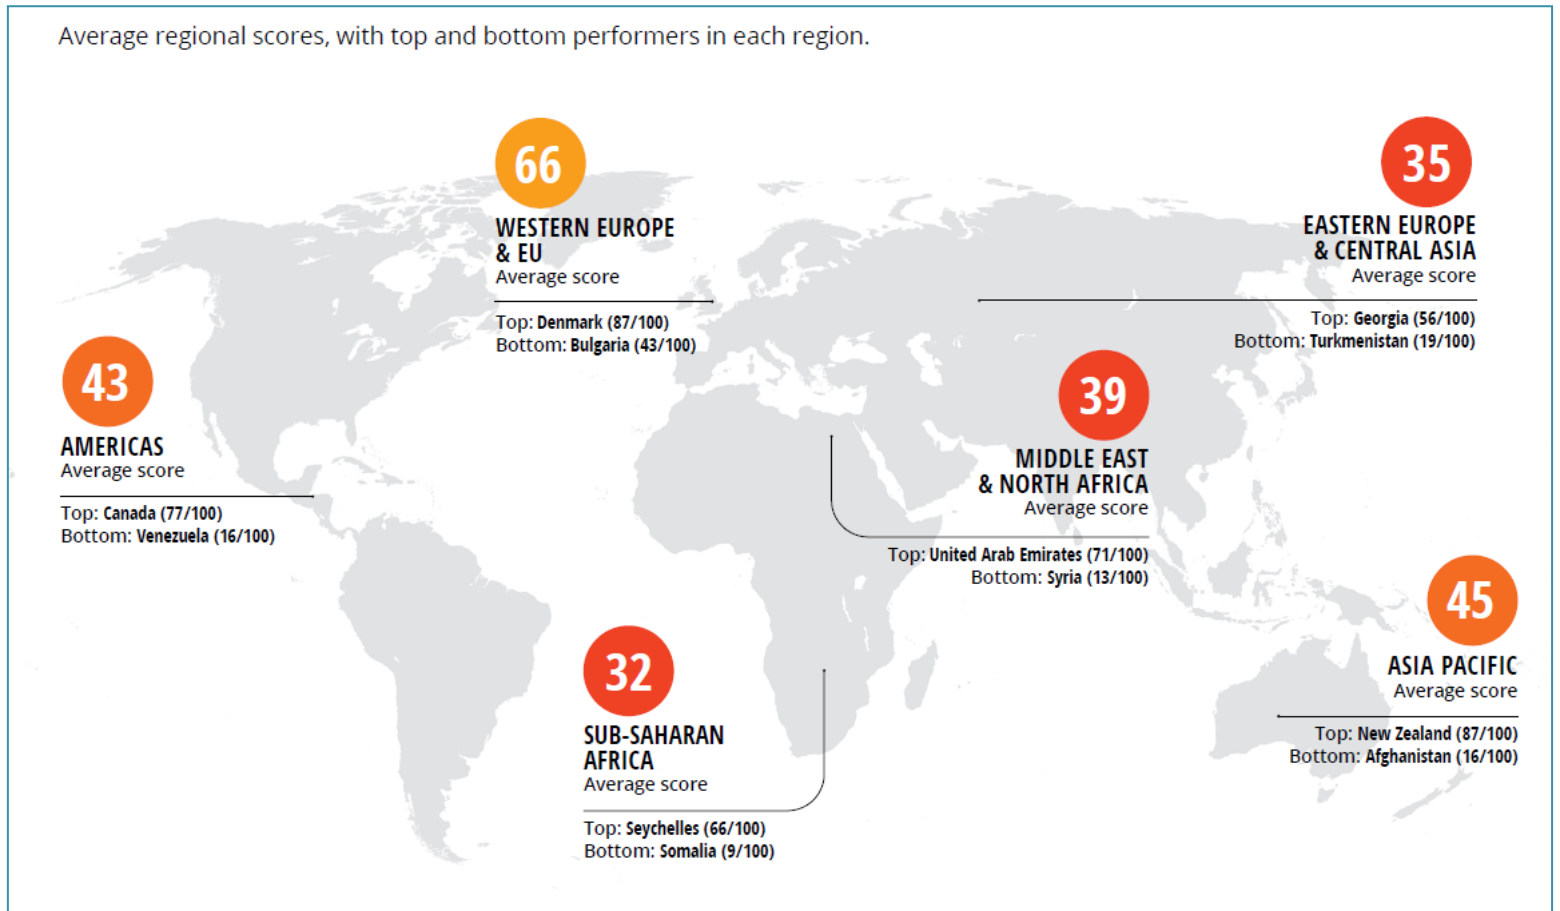 Average regional scores, with top and bottom performers in each region.
66
WESTERN EUROPE
& EU
Average score
Top: Denmark (87/100)
Bottom: Bulgaria (43/100)
35
EASTERN EUROPE
& CENTRAL ASIA
Average score
Top: Georgia (56/100)
Bottom: Turkmenistan (19/100)
43
AMERICAS
Average score
Top: Canada (77/100)
Bottom: Venezuela (16/100)
39
MIDDLE EAST
& NORTH AFRICA
Average score
Top: United Arab Emirates (71/100)
Bottom: Syria (13/100)
32
SUB-SAHARAN
AFRICA
Average score
Top: Seychelles (66/100)
Bottom: Somalia (9/100)
45
ASIA PACIFIC
Average score
Top: New Zealand (87/100)
Bottom: Afghanistan (16/100)